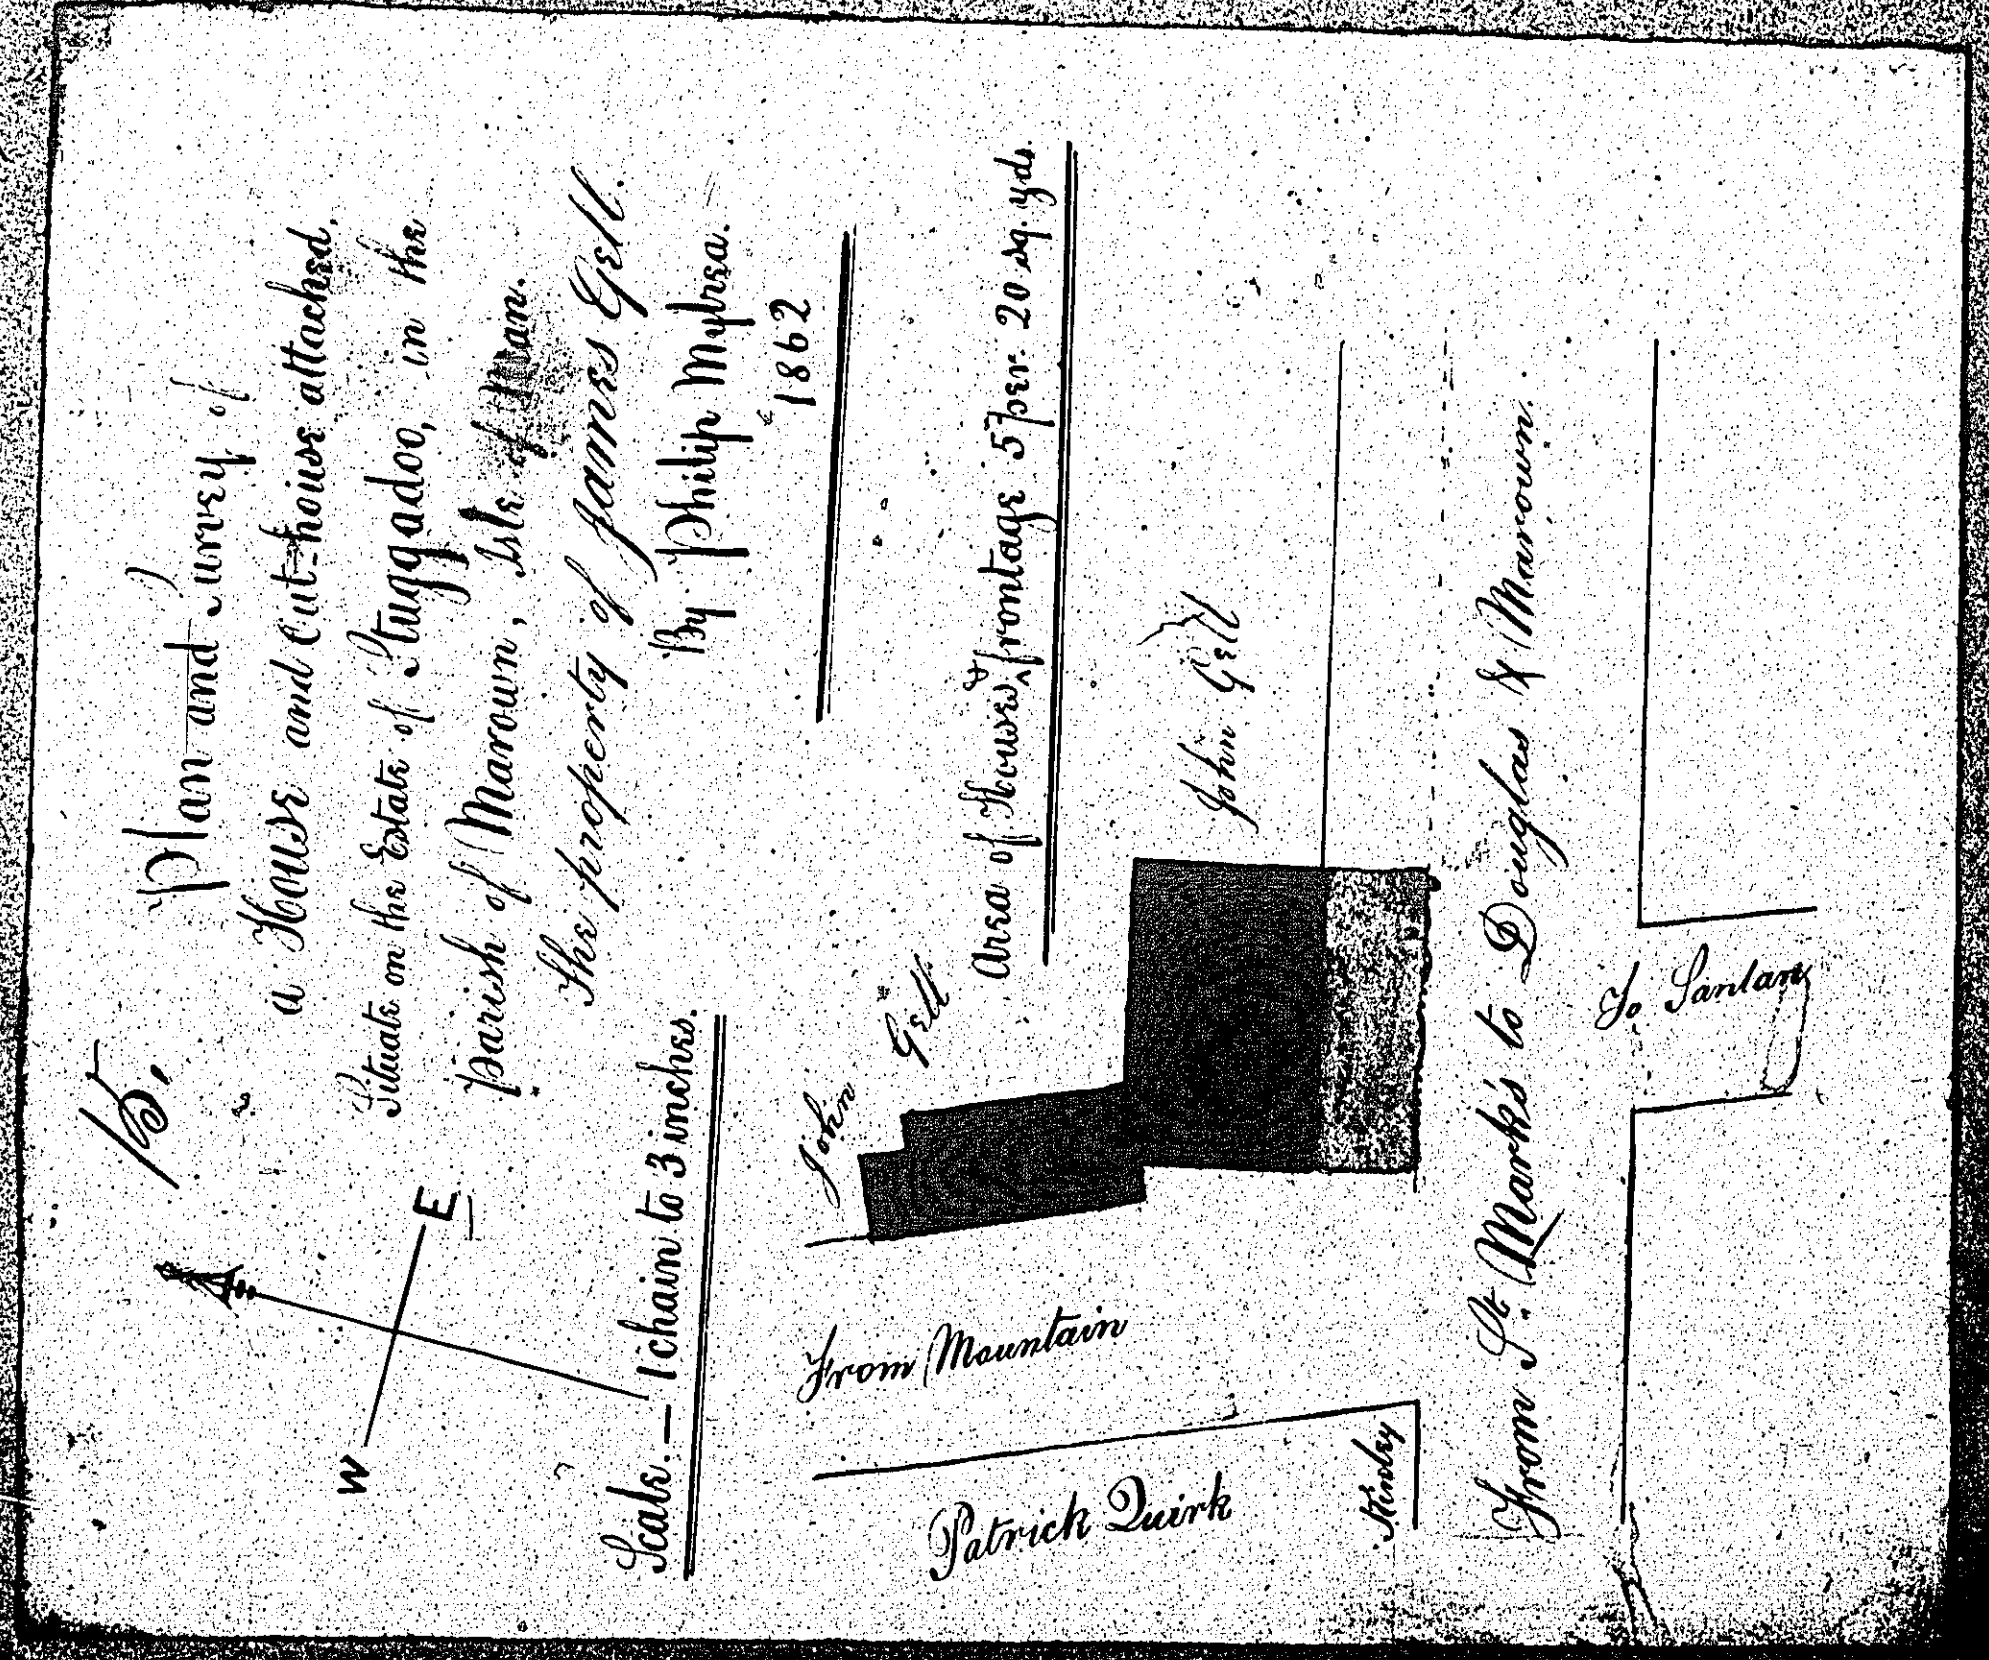 Plan and Survey of
a House and Out-house attached,
Situate on the Estate of Stuggadoo, in the
Parish of Marown, Isle of Man.
The property of James Gell.
By Philip Mylrea.
1862
W
E
Scale.— 1 chain to 3 inches.
Area of Houses & frontage 5 per. 20 sq. yds.
John Gell.
John Gell
From Mountain
Patrick Quirk
Kinley
From St. Mark's to Douglas & Marown.
To Santan